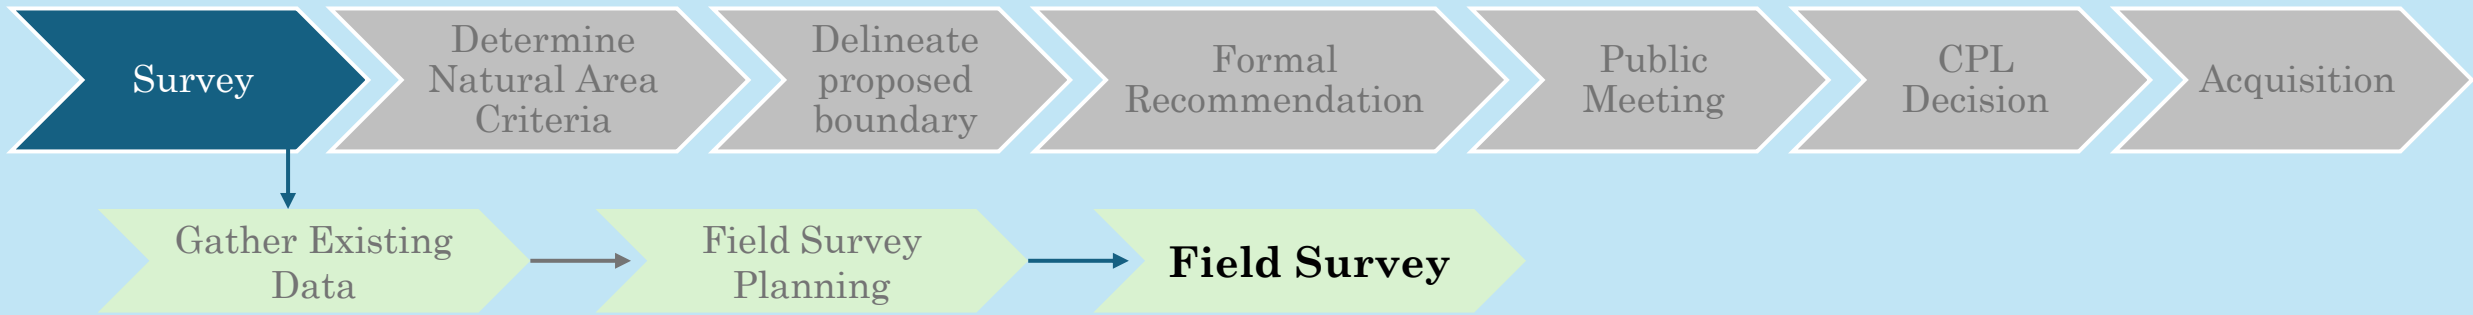 Survey
Determine
Natural Area
Criteria
Delineate
proposed
boundary
Formal
Recommendation
Public
Meeting
CPL
Decision
Acquisition
Gather Existing
Data
Field Survey
Planning
Field Survey